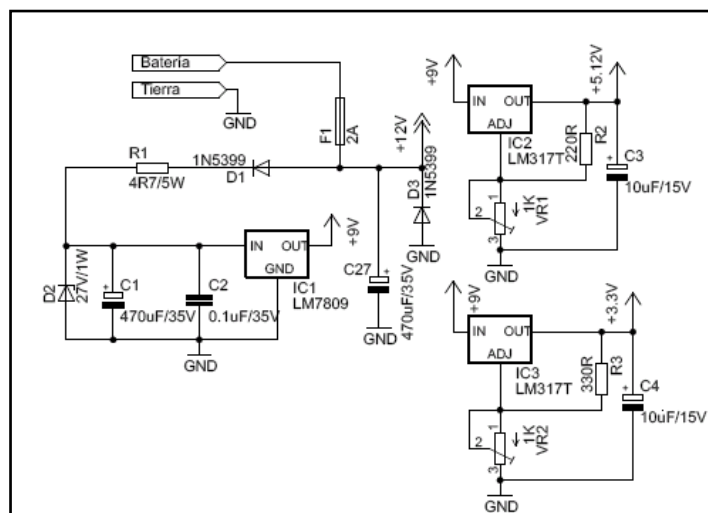 Batería
Tierra
GND
F1
2A
+12V
R1
4R7/5W
1N5399
D1
D3
1N5399
GND
D2
27V/1W
C1
470uF/35V
C2
0.1uF/35V
IN
OUT
GND
IC1
LM7809
+9V
C27
470uF/35V
GND
GND
+9V
IN
OUT
ADJ
IC2
LM317T
220R
R2
+5.12V
C3
10uF/15V
+
+
+
1
2
3
1K
VR1
GND
+9V
IN
OUT
ADJ
IC3
LM317T
330R
R3
+3.3V
C4
10uF/15V
+
1
2
3
1K
VR2
GND